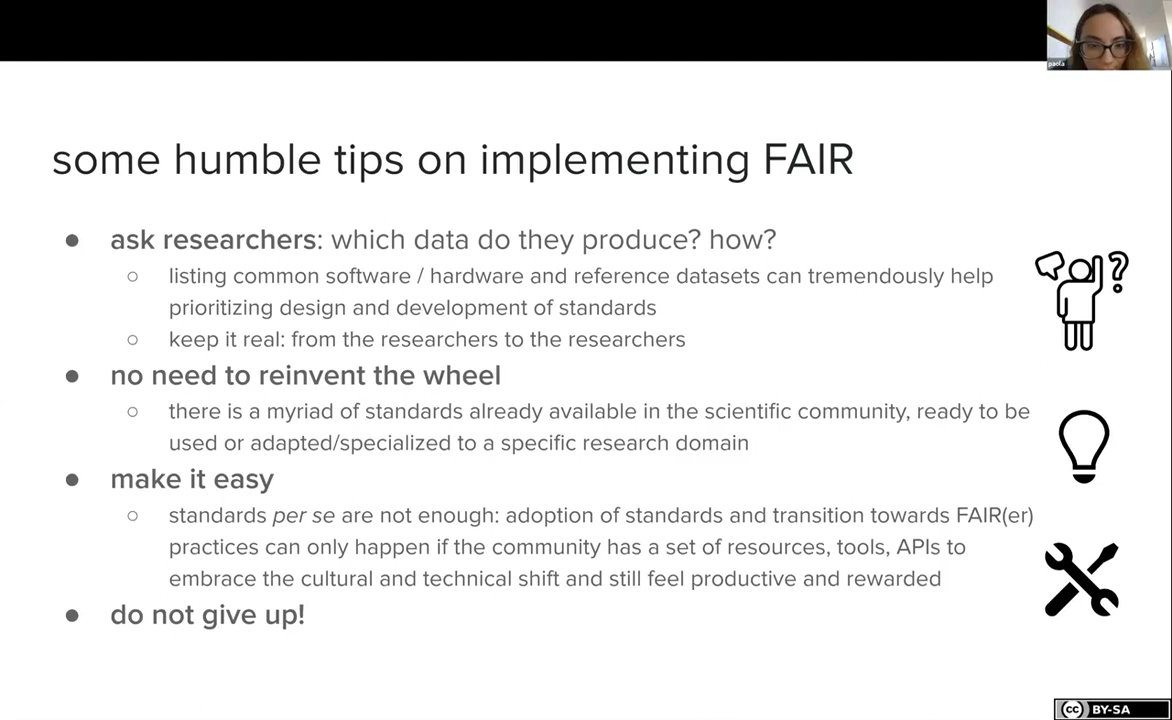 paola
some humble tips on implementing FAIR
● ask researchers: which data do they produce? how?
○ listing common software / hardware and reference datasets can tremendously help
prioritizing design and development of standards
○ keep it real: from the researchers to the researchers
● no need to reinvent the wheel
○ there is a myriad of standards already available in the scientific community, ready to be
used or adapted/specialized to a specific research domain
● make it easy
○ standards per se are not enough: adoption of standards and transition towards FAIR(er)
practices can only happen if the community has a set of resources, tools, APIs to
embrace the cultural and technical shift and still feel productive and rewarded
● do not give up!
?
cc BY-SA